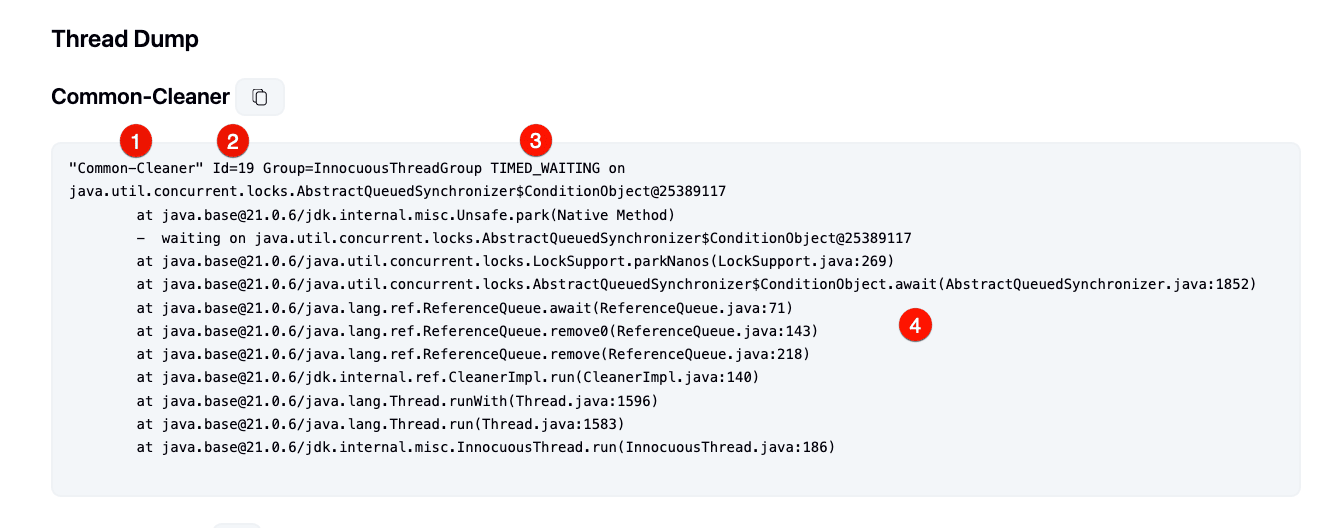 Thread Dump
Common-Cleaner
1 2 3
"Common-Cleaner" Id=19 Group=InnocuousThreadGroup TIMED_WAITING on
java.util.concurrent.locks.AbstractQueuedSynchronizer$ConditionObject@25389117
at java.base@21.0.6/jdk.internal.misc.Unsafe.park(Native Method)
- waiting on java.util.concurrent.locks.AbstractQueuedSynchronizer$ConditionObject@25389117
at java.base@21.0.6/java.util.concurrent.locks.LockSupport.parkNanos(LockSupport.java:269)
at java.base@21.0.6/java.util.concurrent.locks.AbstractQueuedSynchronizer$ConditionObject.await(AbstractQueuedSynchronizer.java:1852)
at java.base@21.0.6/java.lang.ref.ReferenceQueue.await(ReferenceQueue.java:71)
4
at java.base@21.0.6/java.lang.ref.ReferenceQueue.remove0(ReferenceQueue.java:143)
at java.base@21.0.6/java.lang.ref.ReferenceQueue.remove(ReferenceQueue.java:218)
at java.base@21.0.6/jdk.internal.ref.CleanerImpl.run(CleanerImpl.java:140)
at java.base@21.0.6/java.lang.Thread.runWith(Thread.java:1596)
at java.base@21.0.6/java.lang.Thread.run(Thread.java:1583)
at java.base@21.0.6/jdk.internal.misc.InnocuousThread.run(InnocuousThread.java:186)